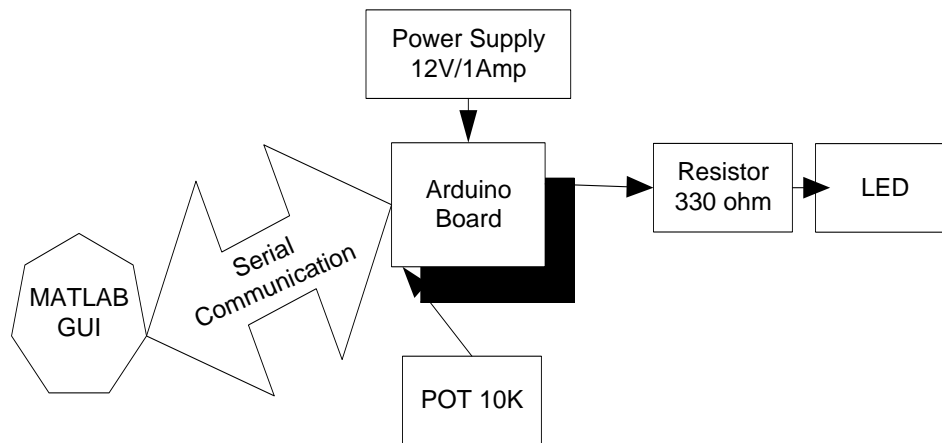 Power Supply
12V/1Amp
Arduino
Board
Resistor
330 ohm
LED
Serial
Communication
MATLAB
GUI
POT 10K